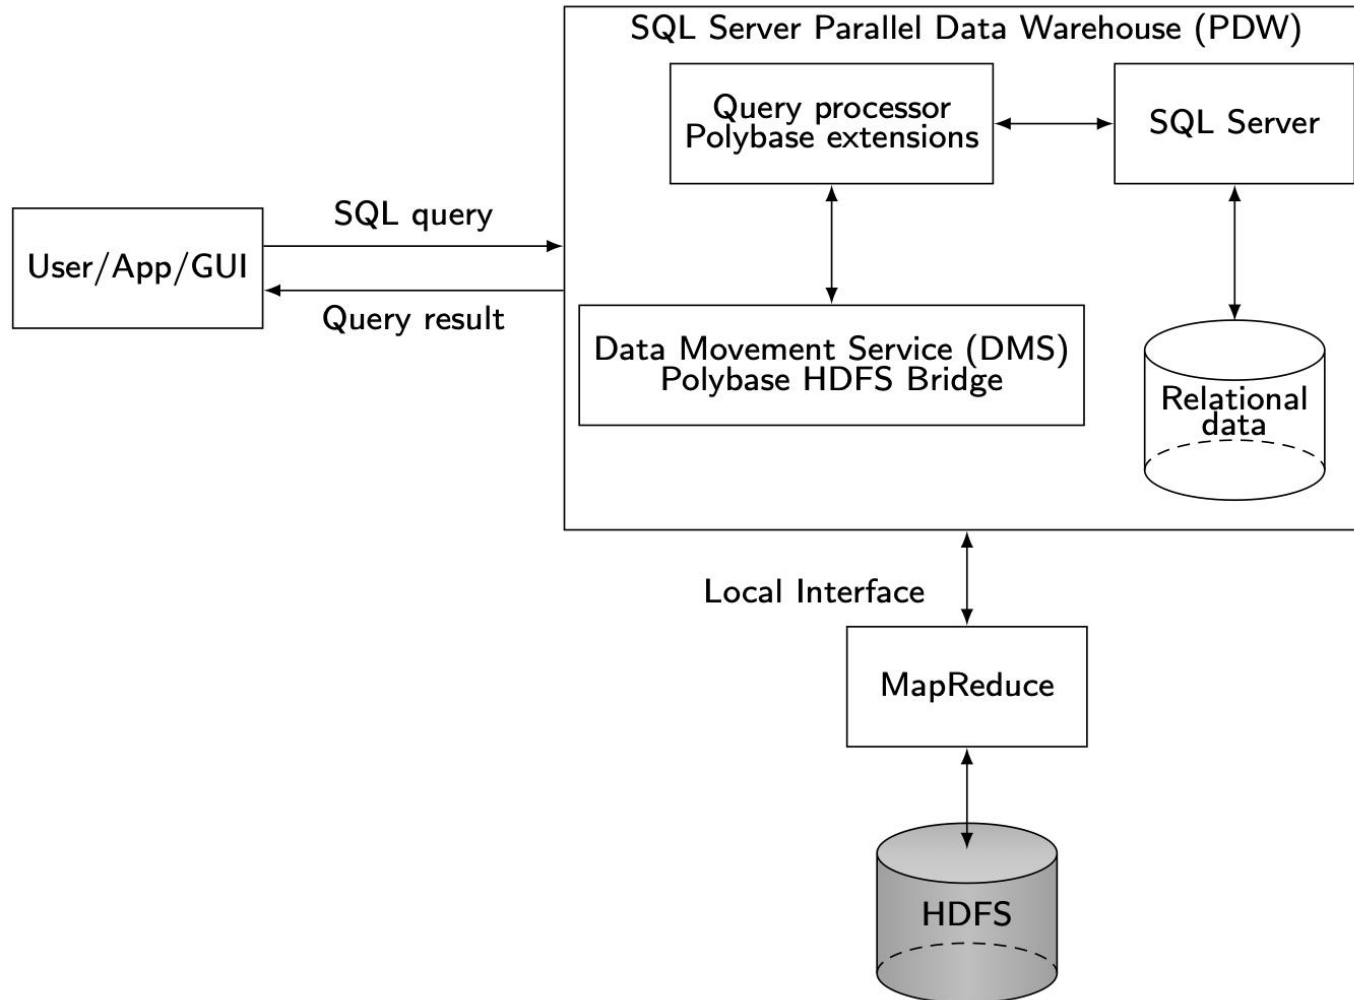 SQL Server Parallel Data Warehouse (PDW)
Query processor
Polybase extensions
SQL Server
SQL query
User/App/GUI
Query result
Data Movement Service (DMS)
Polybase HDFS Bridge
Relational
data
Local Interface
MapReduce
HDFS